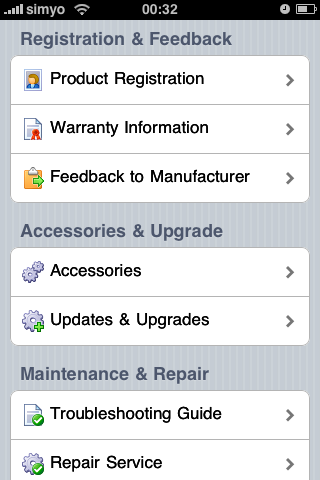 simyo 00:32
Registration & Feedback
Product Registration
Warranty Information
Feedback to Manufacturer
Accessories & Upgrade
Accessories
Updates & Upgrades
Maintenance & Repair
Troubleshooting Guide
Repair Service